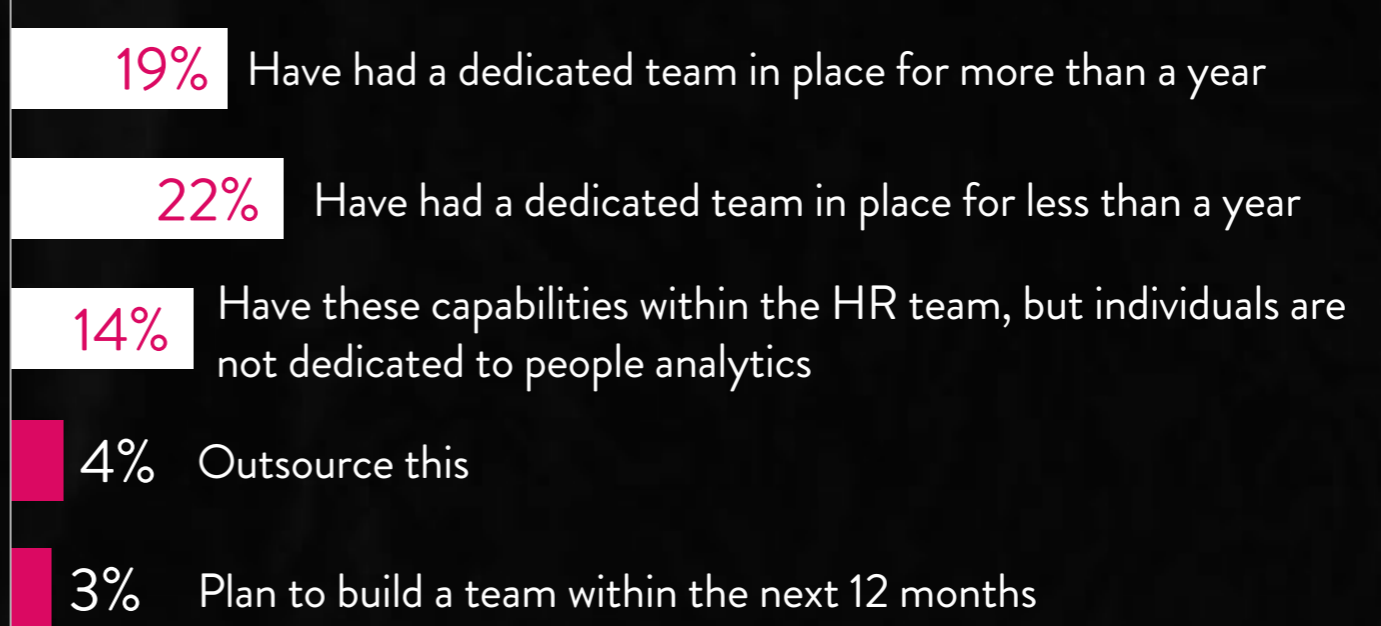 19% Have had a dedicated team in place for more than a year
22% Have had a dedicated team in place for less than a year
14% Have these capabilities within the HR team, but individuals are
not dedicated to people analytics
4% Outsource this
3% Plan to build a team within the next 12 months